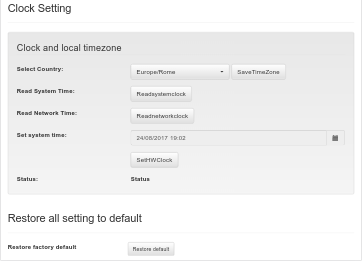 Clock Setting
Clock and local timezone
Select Country: Europe/Rome SaveTimeZone
Read System Time: Readsystemclock
Read Network Time: Readnetworkclock
Set system time: 24/08/2017 19:02
SetHWClock
Status: Status
Restore all setting to default
Restore factory default Restore default